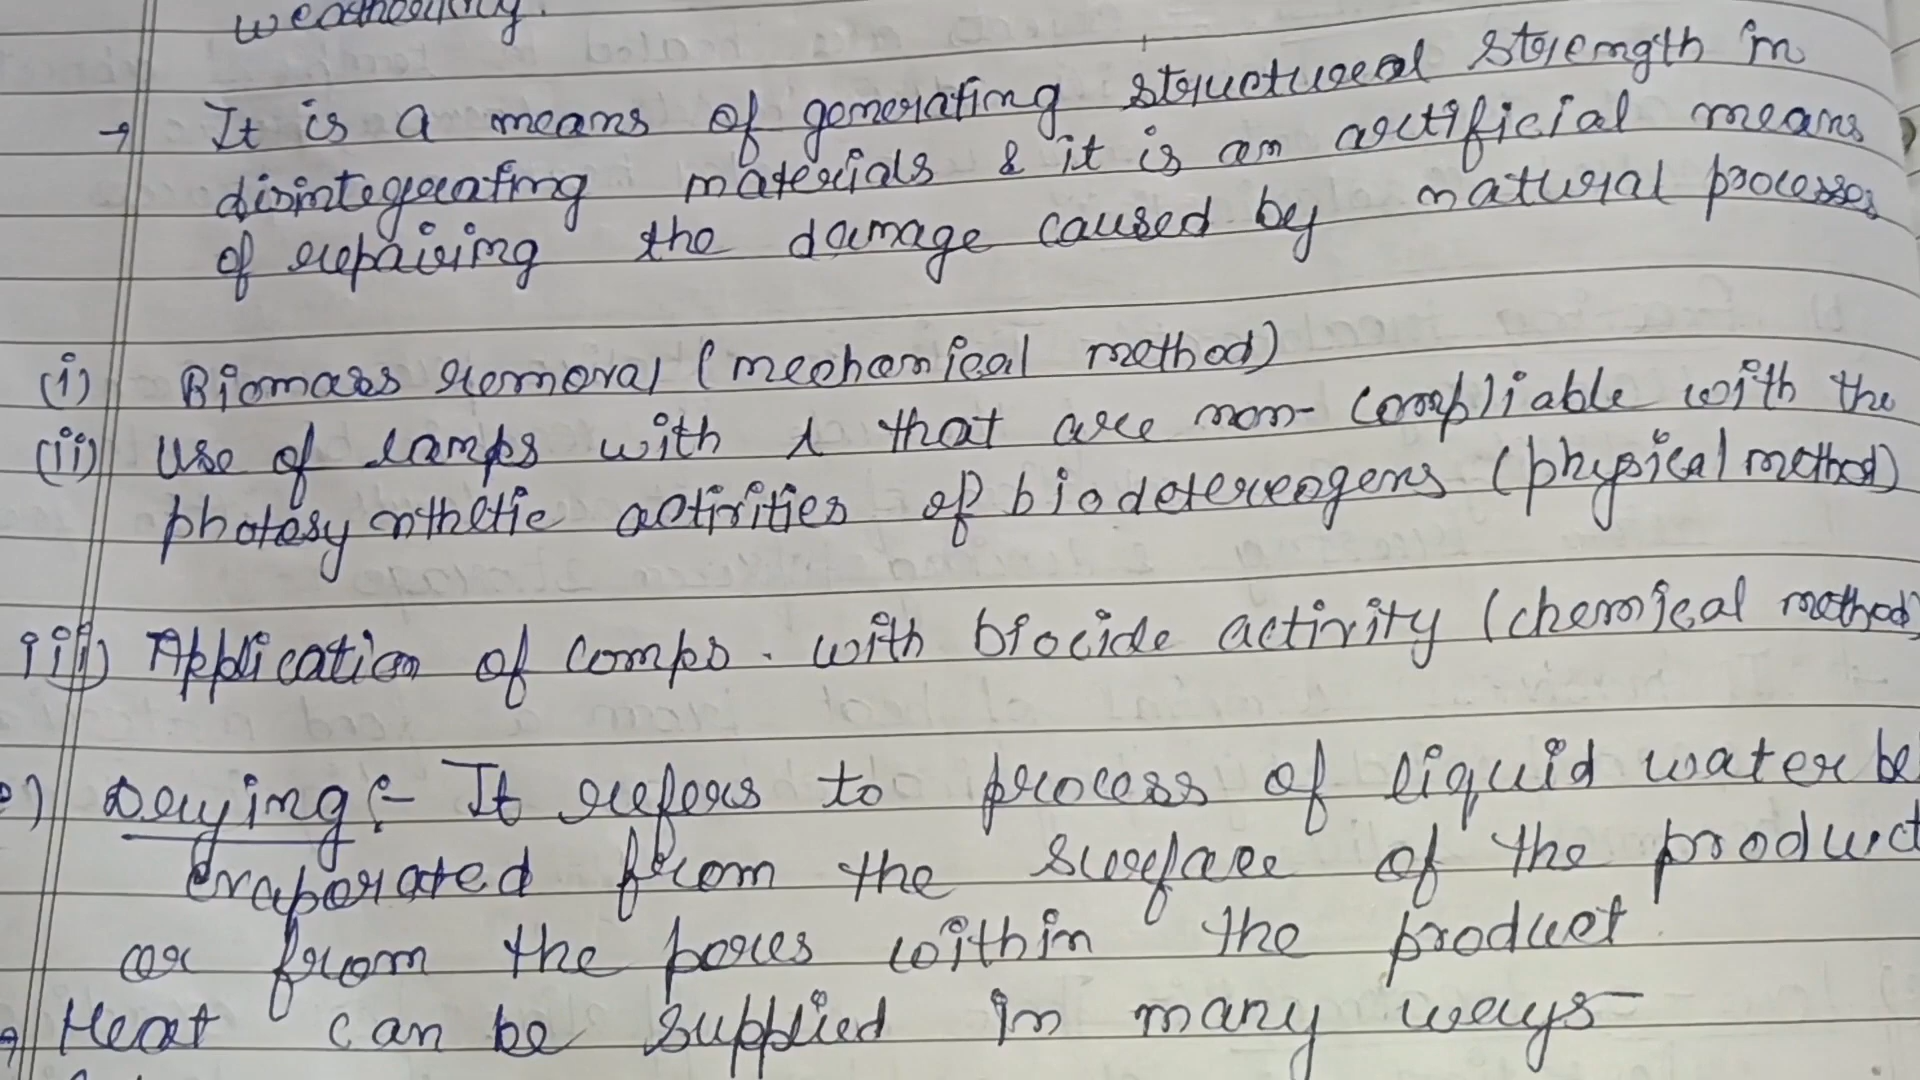 weathering.
→ It is a means of generating structural strength in
disintegrating materials & it is an artificial means
of repairing the damage caused by natural processes
(i) Biomass removal (mechanical method)
(ii) Use of lamps with λ that are non-compliable with the
photosynthetic activities of biodetereogens (physical method)
iii) Application of comps. with biocide activity (chemical method)
e) Drying :- It refers to process of liquid water be
evaporated from the surface of the product
or from the pores within the product.
→ Heat can be supplied in many ways -